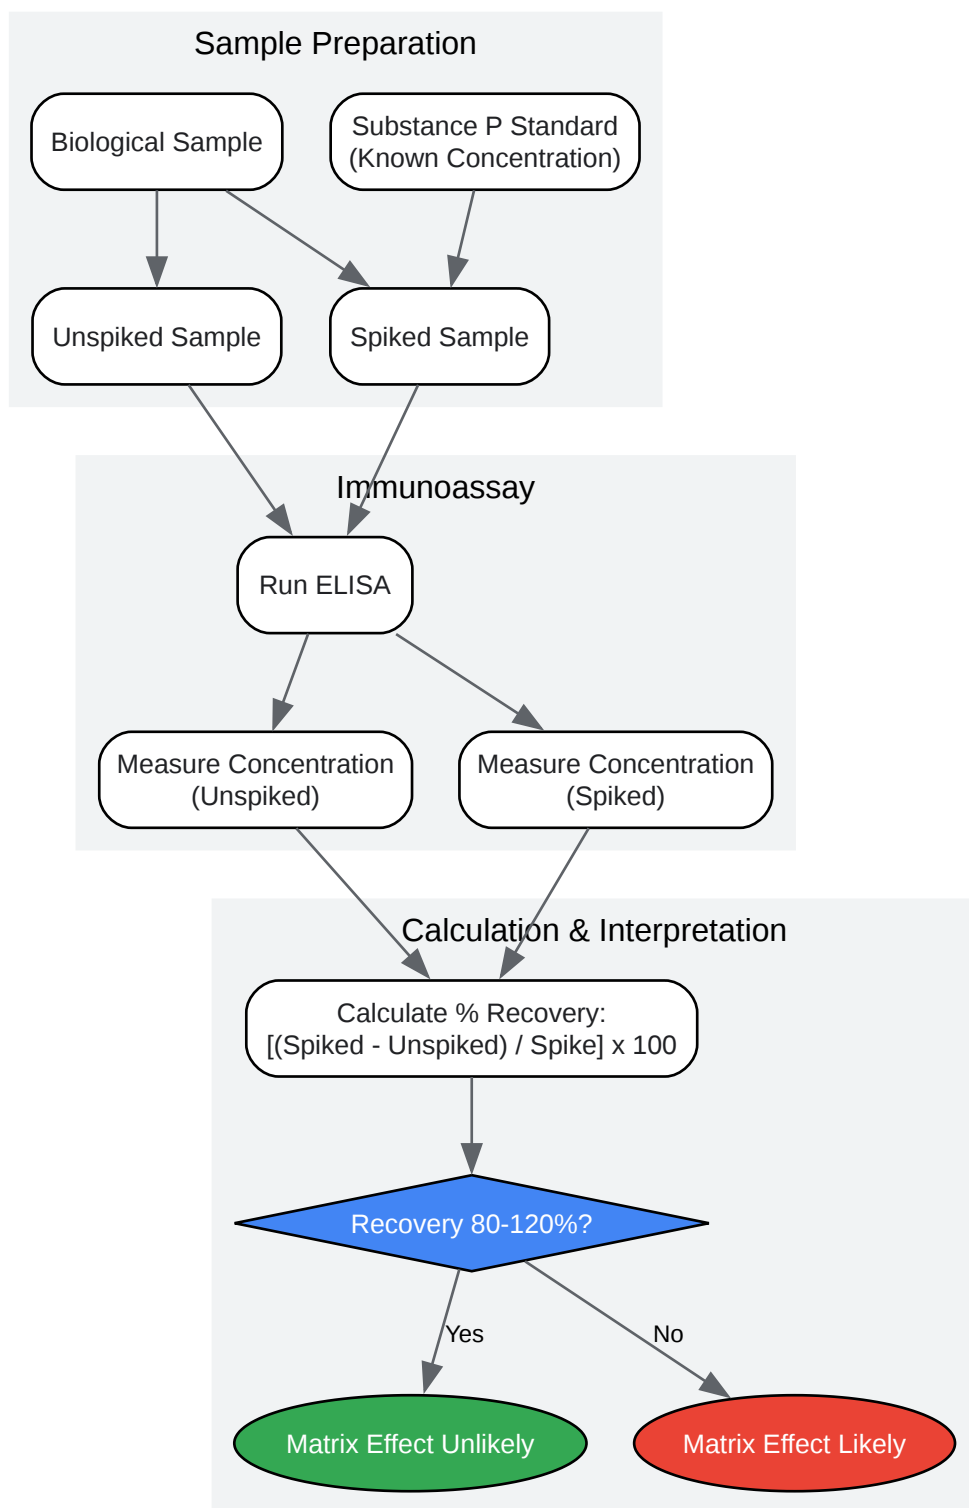 Sample Preparation
Biological Sample
Substance P Standard
(Known Concentration)
Unspiked Sample
Spiked Sample
Immunoassay
Run ELISA
Measure Concentration
(Unspiked)
Measure Concentration
(Spiked)
Calculation & Interpretation
Calculate % Recovery:
[(Spiked - Unspiked) / Spike] x 100
Recovery 80-120%?
Yes
No
Matrix Effect Unlikely
Matrix Effect Likely